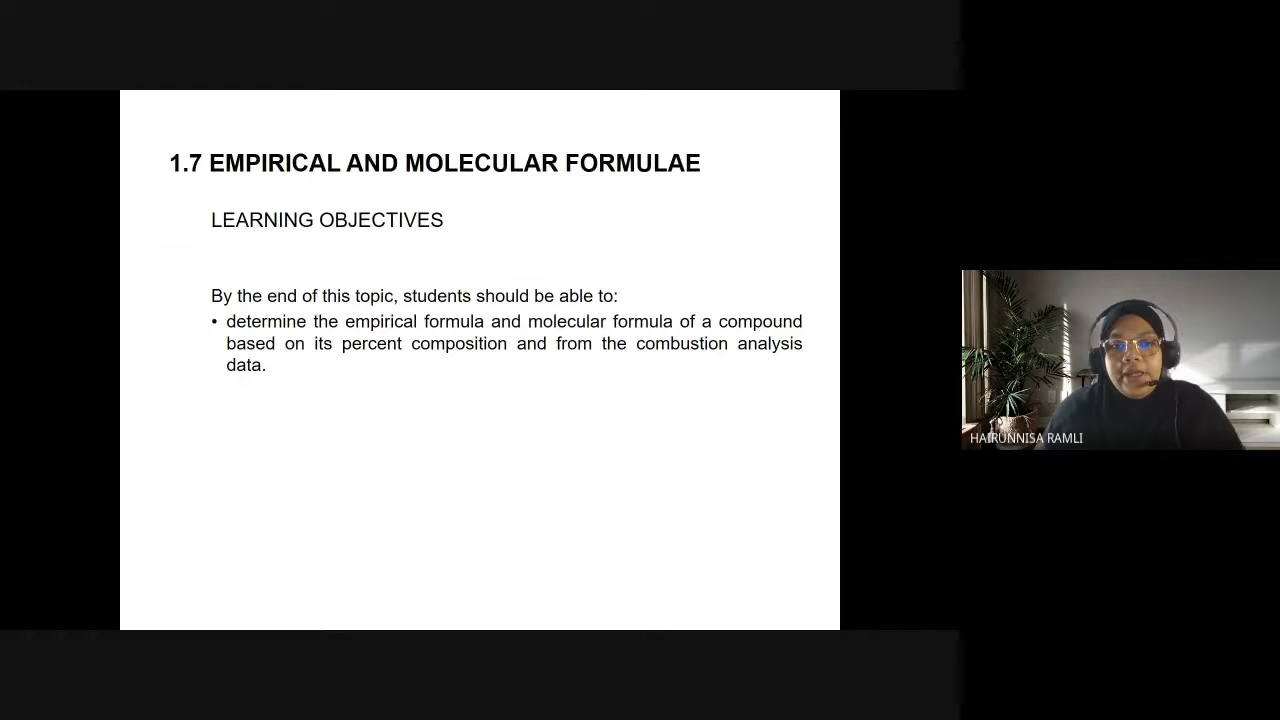 1.7 EMPIRICAL AND MOLECULAR FORMULAE
LEARNING OBJECTIVES
By the end of this topic, students should be able to:
• determine the empirical formula and molecular formula of a compound
based on its percent composition and from the combustion analysis
data.
HAIRUNNISA RAMLI